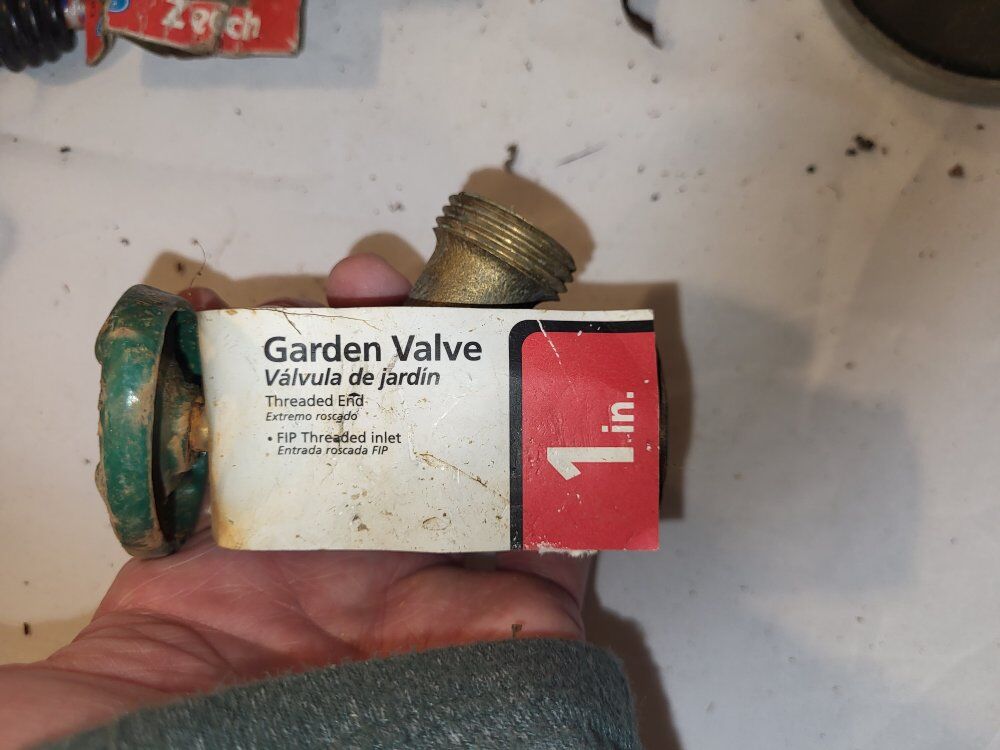 Garden Valve
Válvula de jardín
Threaded End
Extremo roscado
• FIP Threaded inlet
Entrada roscada FIP
1 in.